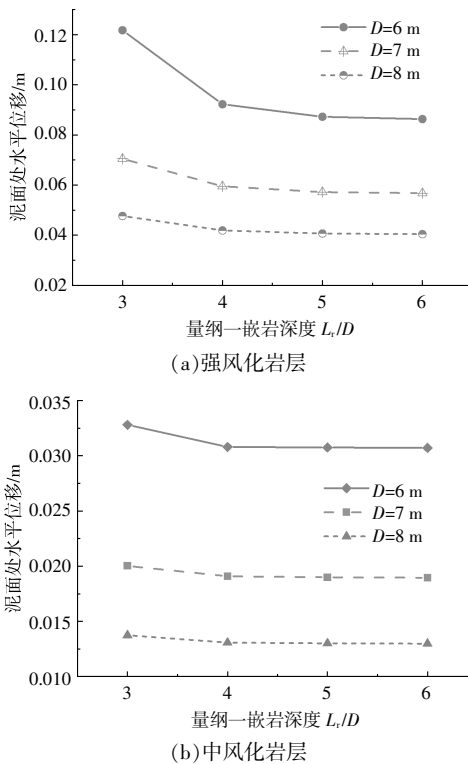 0.12
0.10
0.08
0.06
0.04
0.02
泥面处水平位移/m
D=6 m
D=7 m
D=8 m
3 4 5 6
量纲一嵌岩深度 Lr/D
(a)强风化岩层
0.035
0.030
0.025
0.020
0.015
0.010
泥面处水平位移/m
D=6 m
D=7 m
D=8 m
3 4 5 6
量纲一嵌岩深度 Lr/D
(b)中风化岩层